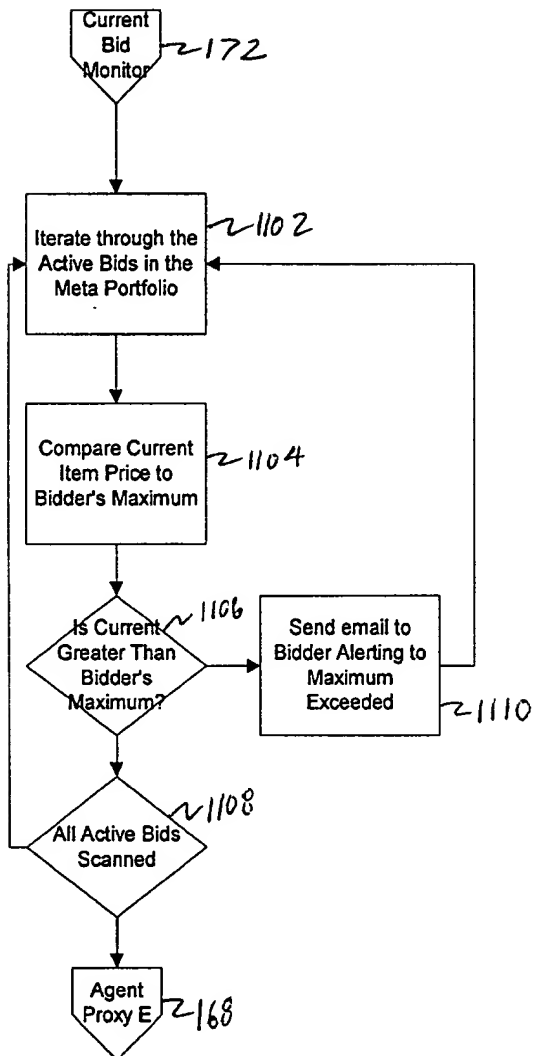 Current
Bid
Monitor
172
Iterate through the
Active Bids in the
Meta Portfolio
1102
Compare Current
Item Price to
Bidder's Maximum
1104
Is Current
Greater Than
Bidder's
Maximum?
1106
Send email to
Bidder Alerting to
Maximum
Exceeded
1110
All Active Bids
Scanned
1108
Agent
Proxy E
168